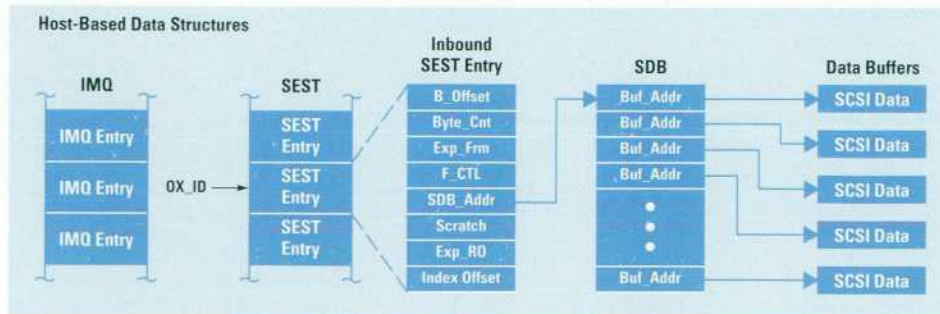 Host-Based Data Structures
IMQ
IMQ Entry
IMQ Entry
IMQ Entry
OX_ID
SEST
SEST
Entry
SEST
Entry
SEST
Entry
Inbound
SEST Entry
B_Offset
Byte_Cnt
Exp_Frm
F_CTL
SDB_Addr
Scratch
Exp_RO
Index Offset
SDB
Buf_Addr
Buf_Addr
Buf_Addr
Buf_Addr
Buf_Addr
Data Buffers
SCSI Data
SCSI Data
SCSI Data
SCSI Data
SCSI Data